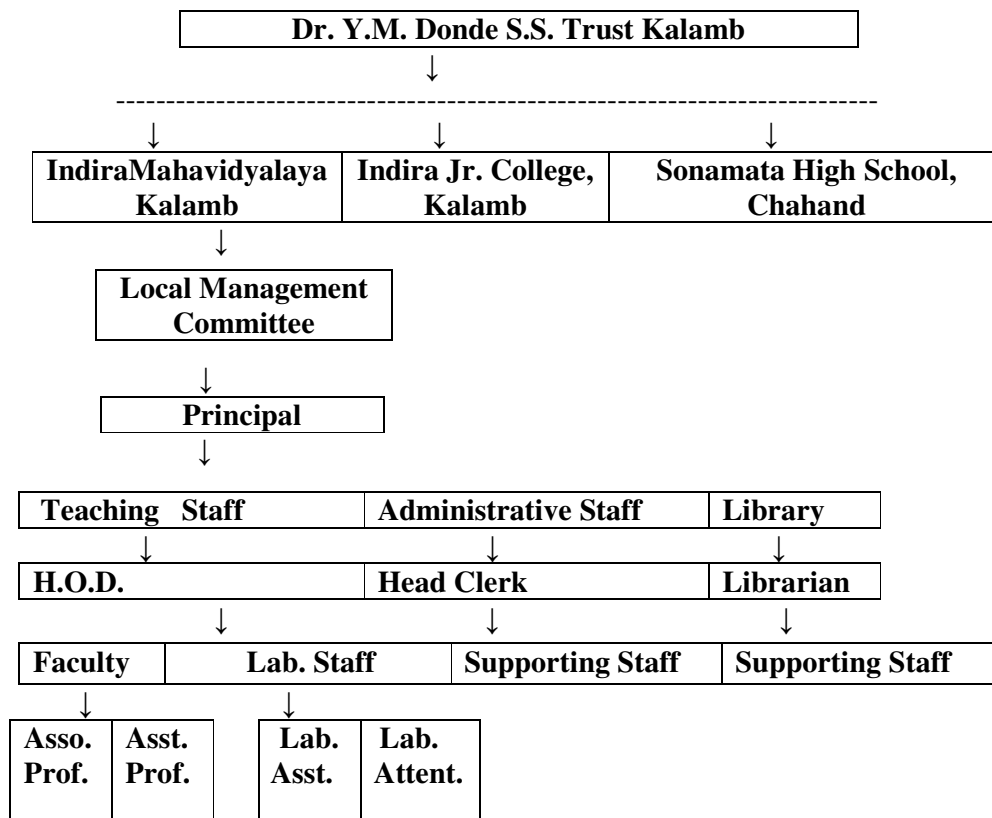 Dr. Y.M. Donde S.S. Trust Kalamb
↓
----------------------------------------------------------------------------
↓ ↓ ↓
IndiraMahavidyalaya Kalamb
Indira Jr. College, Kalamb
Sonamata High School, Chahand
↓
Local Management
Committee
↓
Principal
↓
Teaching Staff Administrative Staff Library
↓ ↓ ↓
H.O.D. Head Clerk Librarian
↓ ↓ ↓
Faculty Lab. Staff Supporting Staff Supporting Staff
↓ ↓
Asso. Prof.
Asst. Prof.
Lab. Asst.
Lab. Attent.